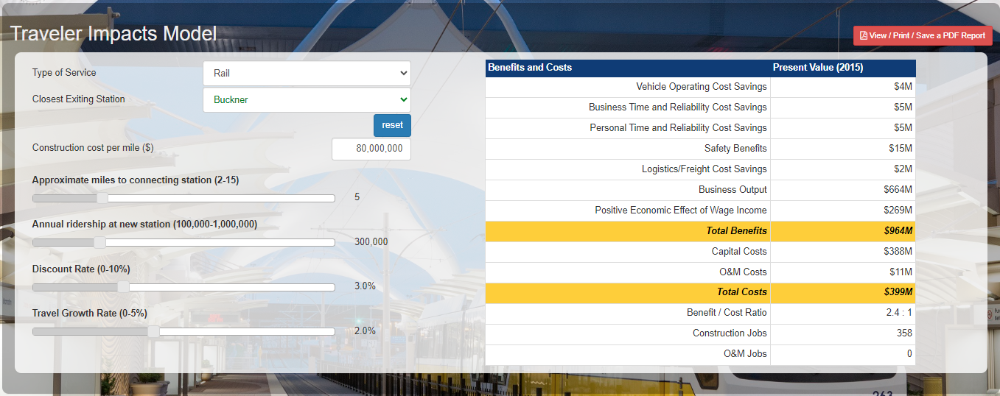 Traveler Impacts Model
View / Print / Save a PDF Report
Type of Service
Rail
Closest Exiting Station
Buckner
reset
Construction cost per mile ($)
80,000,000
Approximate miles to connecting station (2-15)
5
Annual ridership at new station (100,000-1,000,000)
300,000
Discount Rate (0-10%)
3.0%
Travel Growth Rate (0-5%)
2.0%
Benefits and Costs Present Value (2015)
Vehicle Operating Cost Savings $4M
Business Time and Reliability Cost Savings $5M
Personal Time and Reliability Cost Savings $5M
Safety Benefits $15M
Logistics/Freight Cost Savings $2M
Business Output $664M
Positive Economic Effect of Wage Income $269M
Total Benefits $964M
Capital Costs $388M
O&M Costs $11M
Total Costs $399M
Benefit / Cost Ratio 2.4 : 1
Construction Jobs 358
O&M Jobs 0
263